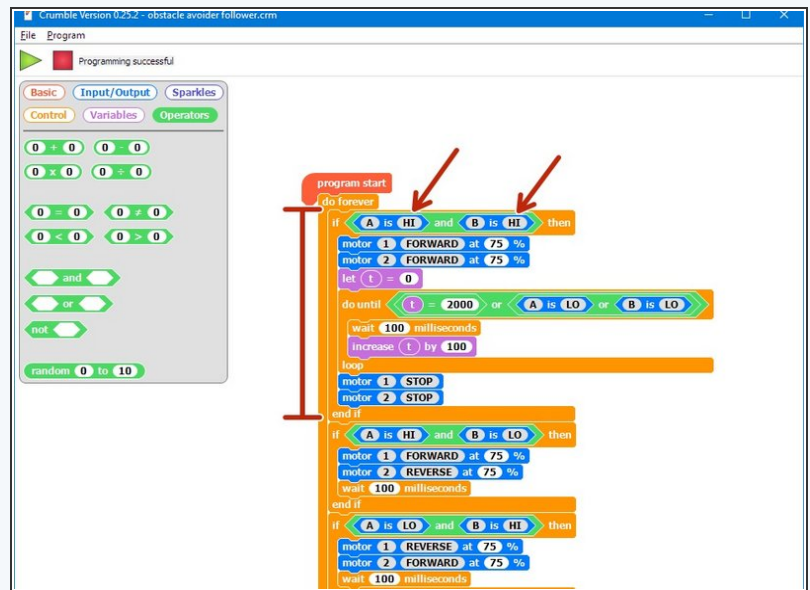 Crumble Version 0.25.2 - obstacle avoider follower.crm
File Program
Programming successful
Basic Input/Output Sparkles
Control Variables Operators
0 + 0 0 - 0
0 x 0 0 ÷ 0
0 = 0 0 ≠ 0
0 < 0 0 > 0
and
or
not
random 0 to 10
program start
do forever
if A is HI and B is HI then
motor 1 FORWARD at 75 %
motor 2 FORWARD at 75 %
let t = 0
do until t = 2000 or A is LO or B is LO
wait 100 milliseconds
increase t by 100
loop
motor 1 STOP
motor 2 STOP
end if
if A is HI and B is LO then
motor 1 FORWARD at 75 %
motor 2 REVERSE at 75 %
wait 100 milliseconds
end if
if A is LO and B is HI then
motor 1 REVERSE at 75 %
motor 2 FORWARD at 75 %
wait 100 milliseconds